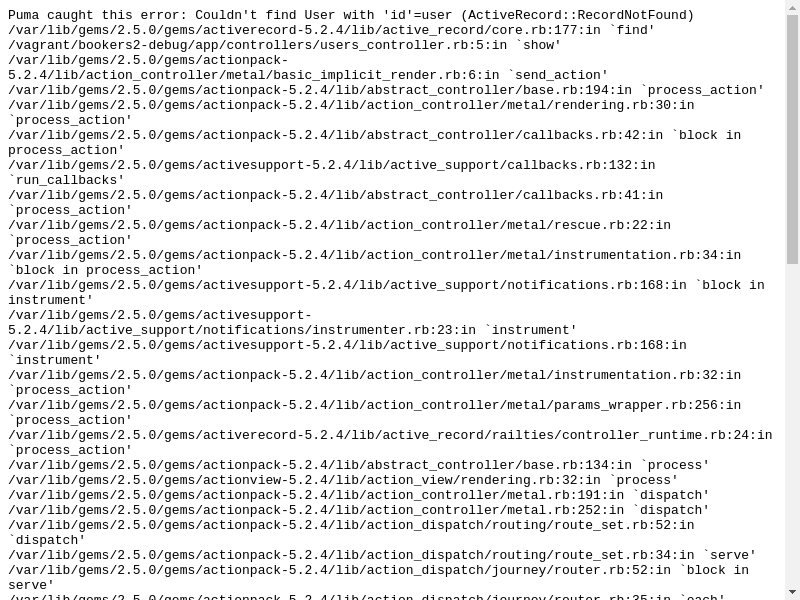 Puma caught this error: Couldn't find User with 'id'=user (ActiveRecord::RecordNotFound)
/var/lib/gems/2.5.0/gems/activerecord-5.2.4/lib/active_record/core.rb:177:in `find'
/vagrant/bookers2-debug/app/controllers/users_controller.rb:5:in `show'
/var/lib/gems/2.5.0/gems/actionpack-
5.2.4/lib/action_controller/metal/basic_implicit_render.rb:6:in `send_action'
/var/lib/gems/2.5.0/gems/actionpack-5.2.4/lib/abstract_controller/base.rb:194:in `process_action'
/var/lib/gems/2.5.0/gems/actionpack-5.2.4/lib/action_controller/metal/rendering.rb:30:in
`process_action'
/var/lib/gems/2.5.0/gems/actionpack-5.2.4/lib/abstract_controller/callbacks.rb:42:in `block in
process_action'
/var/lib/gems/2.5.0/gems/activesupport-5.2.4/lib/active_support/callbacks.rb:132:in
`run_callbacks'
/var/lib/gems/2.5.0/gems/actionpack-5.2.4/lib/abstract_controller/callbacks.rb:41:in
`process_action'
/var/lib/gems/2.5.0/gems/actionpack-5.2.4/lib/action_controller/metal/rescue.rb:22:in
`process_action'
/var/lib/gems/2.5.0/gems/actionpack-5.2.4/lib/action_controller/metal/instrumentation.rb:34:in
`block in process_action'
/var/lib/gems/2.5.0/gems/activesupport-5.2.4/lib/active_support/notifications.rb:168:in `block in
instrument'
/var/lib/gems/2.5.0/gems/activesupport-
5.2.4/lib/active_support/notifications/instrumenter.rb:23:in `instrument'
/var/lib/gems/2.5.0/gems/activesupport-5.2.4/lib/active_support/notifications.rb:168:in
`instrument'
/var/lib/gems/2.5.0/gems/actionpack-5.2.4/lib/action_controller/metal/instrumentation.rb:32:in
`process_action'
/var/lib/gems/2.5.0/gems/actionpack-5.2.4/lib/action_controller/metal/params_wrapper.rb:256:in
`process_action'
/var/lib/gems/2.5.0/gems/activerecord-5.2.4/lib/active_record/railties/controller_runtime.rb:24:in
`process_action'
/var/lib/gems/2.5.0/gems/actionpack-5.2.4/lib/abstract_controller/base.rb:134:in `process'
/var/lib/gems/2.5.0/gems/actionview-5.2.4/lib/action_view/rendering.rb:32:in `process'
/var/lib/gems/2.5.0/gems/actionpack-5.2.4/lib/action_controller/metal.rb:191:in `dispatch'
/var/lib/gems/2.5.0/gems/actionpack-5.2.4/lib/action_controller/metal.rb:252:in `dispatch'
/var/lib/gems/2.5.0/gems/actionpack-5.2.4/lib/action_dispatch/routing/route_set.rb:52:in
`dispatch'
/var/lib/gems/2.5.0/gems/actionpack-5.2.4/lib/action_dispatch/routing/route_set.rb:34:in `serve'
/var/lib/gems/2.5.0/gems/actionpack-5.2.4/lib/action_dispatch/journey/router.rb:52:in `block in
serve'
/var/lib/gems/2.5.0/gems/actionpack-5.2.4/lib/action_dispatch/journey/router.rb:35:in `each'